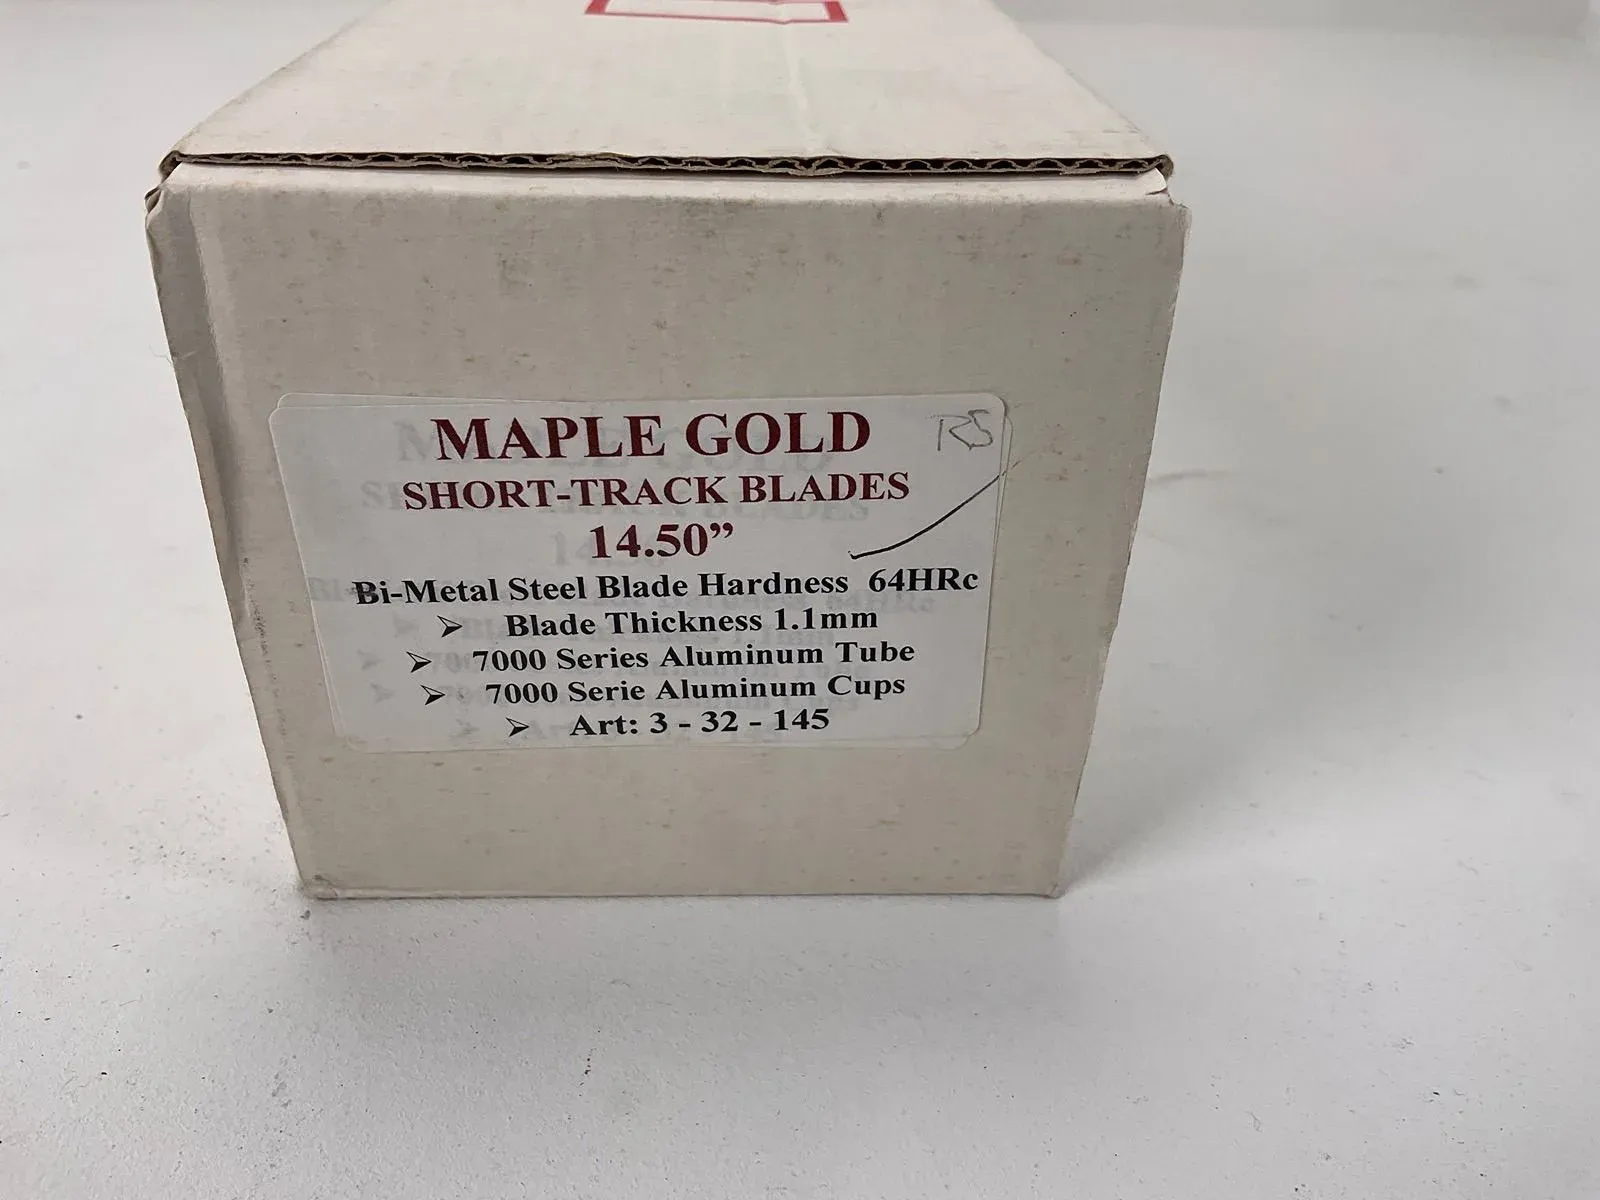 MAPLE GOLD RS
SHORT-TRACK BLADES
14.50”
Bi-Metal Steel Blade Hardness 64HRc
➢ Blade Thickness 1.1mm
➢ 7000 Series Aluminum Tube
➢ 7000 Serie Aluminum Cups
➢ Art: 3 - 32 - 145